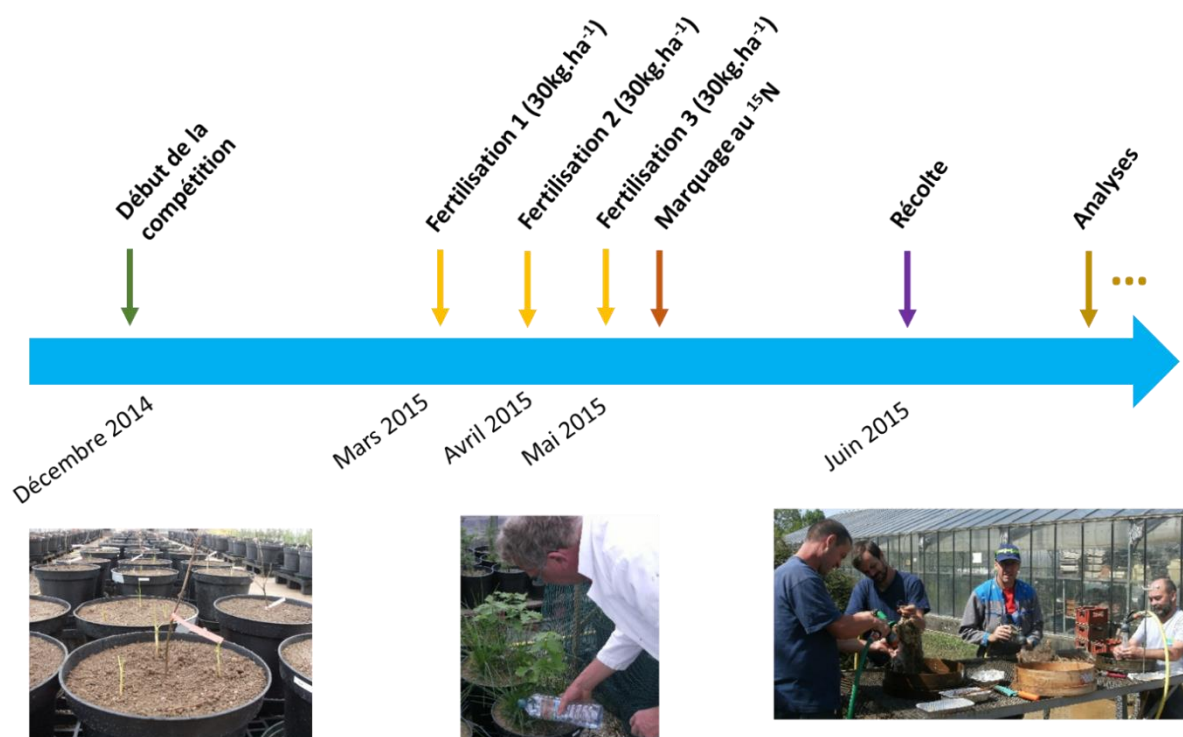 Début de la
compétition
Fertilisation 1 (30kg.ha⁻¹)
Fertilisation 2 (30kg.ha⁻¹)
Fertilisation 3 (30kg.ha⁻¹)
Marquage au ¹⁵N
Récolte
Analyses
...
Décembre 2014
Mars 2015
Avril 2015
Mai 2015
Juin 2015